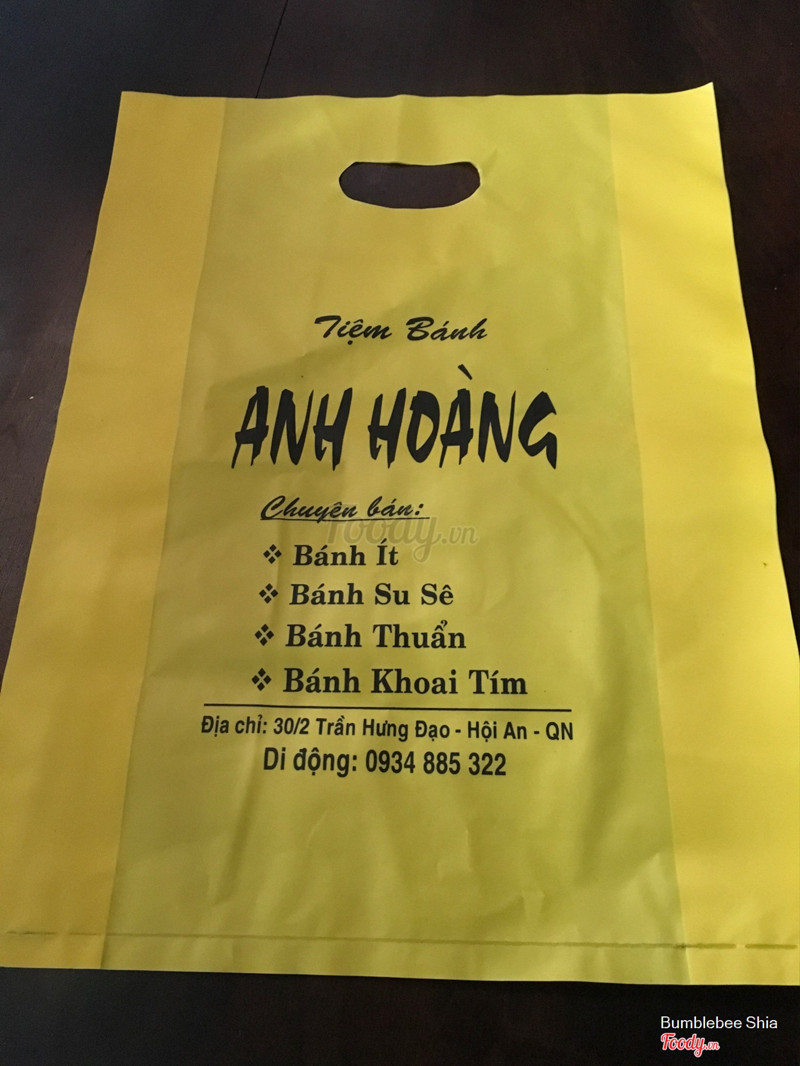 Tiệm Bánh
ANH HOÀNG
Chuyên bán:
Foody.vn
❖ Bánh Ít
❖ Bánh Su Sê
❖ Bánh Thuẩn
❖ Bánh Khoai Tím
Địa chỉ: 30/2 Trần Hưng Đạo - Hội An - QN
Di động: 0934 885 322
Bumblebee Shia
Foody.vn